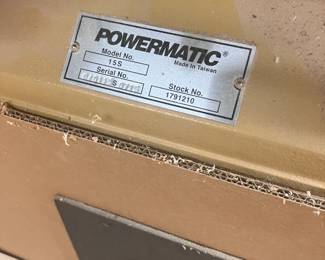 POWERMATIC®
Made in Taiwan
Model No.
15S
Serial No.
S
Stock No.
1791210